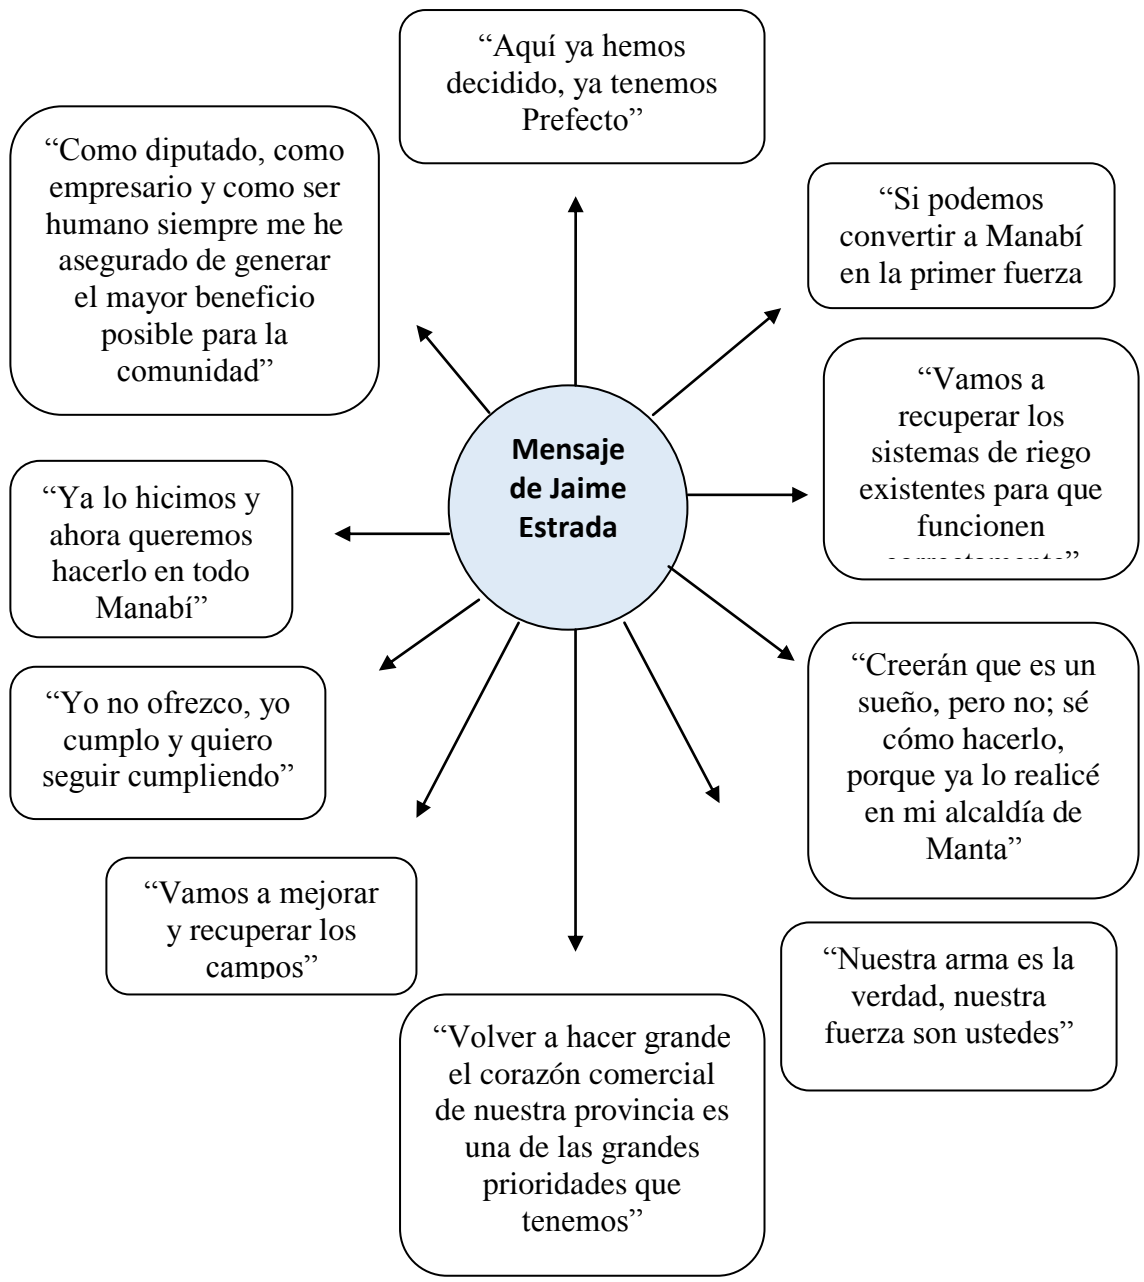 “Aquí ya hemos
decidido, ya tenemos
Prefecto”
“Como diputado, como
empresario y como ser
humano siempre me he
asegurado de generar
el mayor beneficio
posible para la
comunidad”
“Si podemos
convertir a Manabí
en la primer fuerza
“Vamos a
recuperar los
sistemas de riego
existentes para que
funcionen
Mensaje
de Jaime
Estrada
“Ya lo hicimos y
ahora queremos
hacerlo en todo
Manabí”
“Creerán que es un
sueño, pero no; sé
cómo hacerlo,
porque ya lo realicé
en mi alcaldía de
Manta”
“Yo no ofrezco, yo
cumplo y quiero
seguir cumpliendo”
“Vamos a mejorar
y recuperar los
campos”
“Nuestra arma es la
verdad, nuestra
fuerza son ustedes”
“Volver a hacer grande
el corazón comercial
de nuestra provincia es
una de las grandes
prioridades que
tenemos”